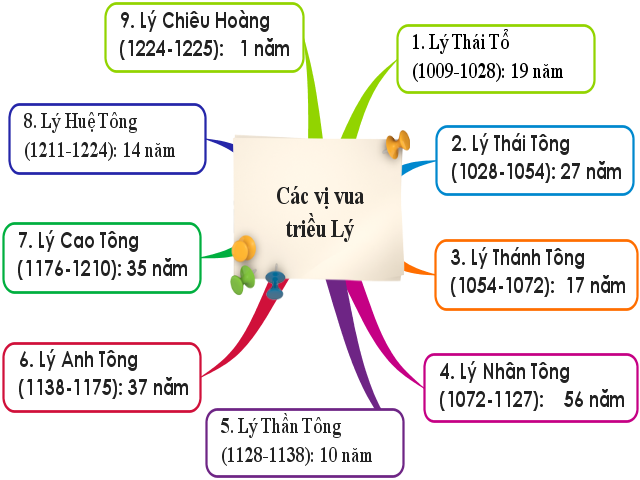 Các vị vua
triều Lý
1. Lý Thái Tổ
(1009-1028): 19 năm
2. Lý Thái Tông
(1028-1054): 27 năm
3. Lý Thánh Tông
(1054-1072): 17 năm
4. Lý Nhân Tông
(1072-1127): 56 năm
5. Lý Thần Tông
(1128-1138): 10 năm
6. Lý Anh Tông
(1138-1175): 37 năm
7. Lý Cao Tông
(1176-1210): 35 năm
8. Lý Huệ Tông
(1211-1224): 14 năm
9. Lý Chiêu Hoàng
(1224-1225): 1 năm